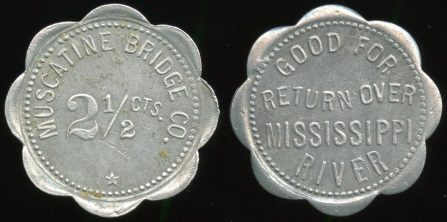 MUSCATINE BRIDGE CO.
2 1/2 CTS.
GOOD FOR
RETURN OVER
MISSISSIPPI
RIVER